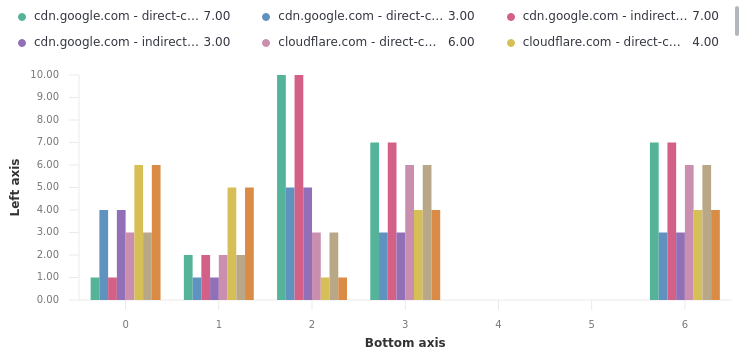 cdn.google.com - direct-c... 7.00 cdn.google.com - direct-c... 3.00 cdn.google.com - indirect... 7.00
cdn.google.com - indirect... 3.00 cloudflare.com - direct-c... 6.00 cloudflare.com - direct-c... 4.00
10.00
9.00
8.00
7.00
6.00
5.00
4.00
3.00
2.00
1.00
0.00
Left axis
0 1 2 3 4 5 6
Bottom axis